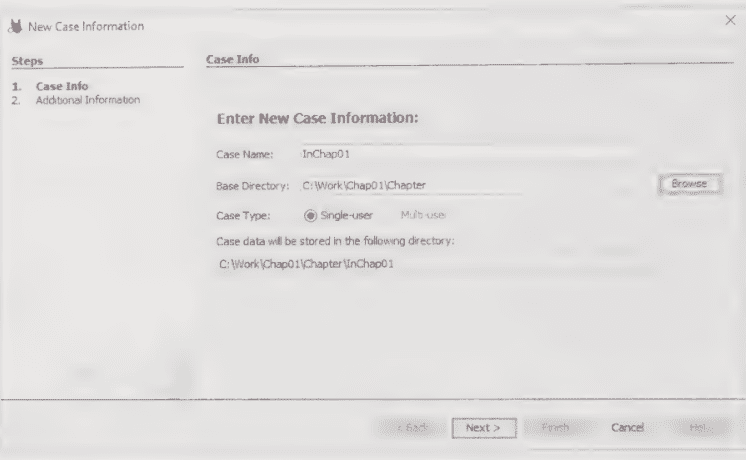 New Case Information
Steps
1. Case Info
2. Additional Information
Case Info
Enter New Case Information:
Case Name: InChap01
Base Directory: C:\Work\Chap01\Chapter Browse
Case Type: Single-user Multi-user
Case data will be stored in the following directory:
C:\Work\Chap01\Chapter\InChap01
< Back Next > Finish Cancel Help